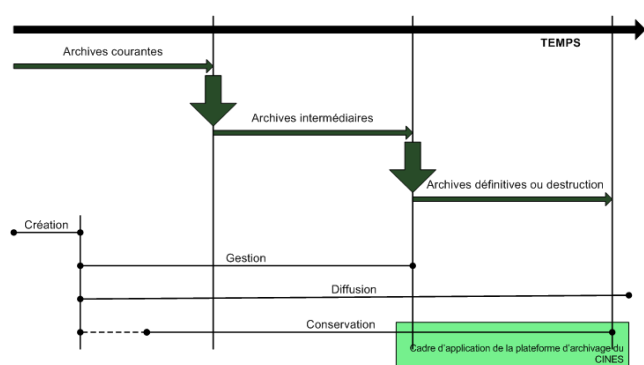 TEMPS
Archives courantes
Archives intermédiaires
Archives définitives ou destruction
Création
Gestion
Diffusion
Conservation
Cadre d'application de la plateforme d'archivage du
CINES